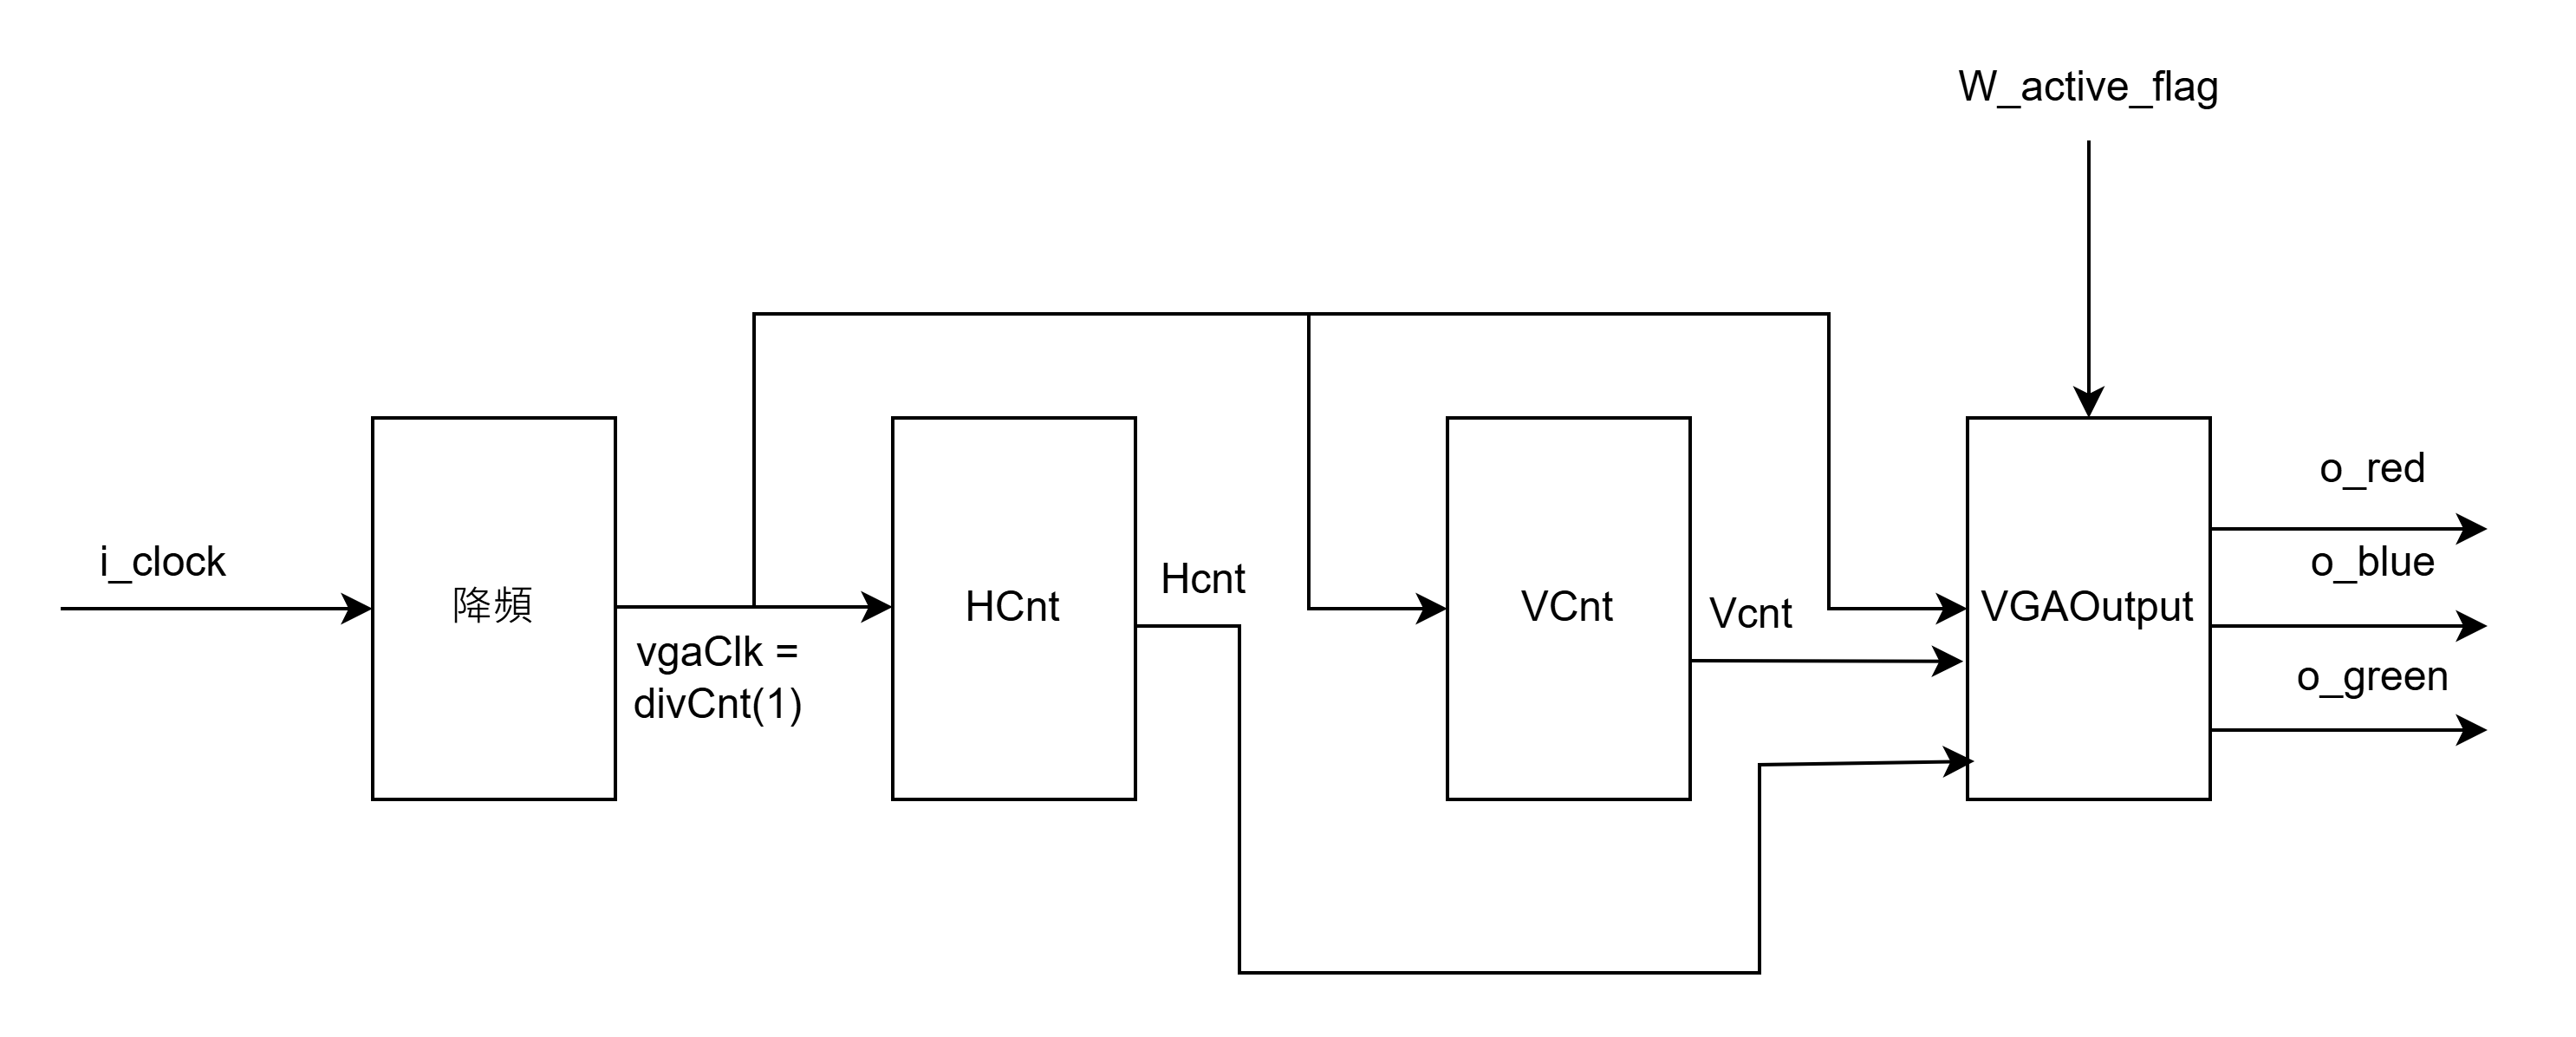 W_active_flag
i_clock
降頻
vgaClk =
divCnt(1)
HCnt
Hcnt
VCnt
Vcnt
VGAOutput
o_red
o_blue
o_green